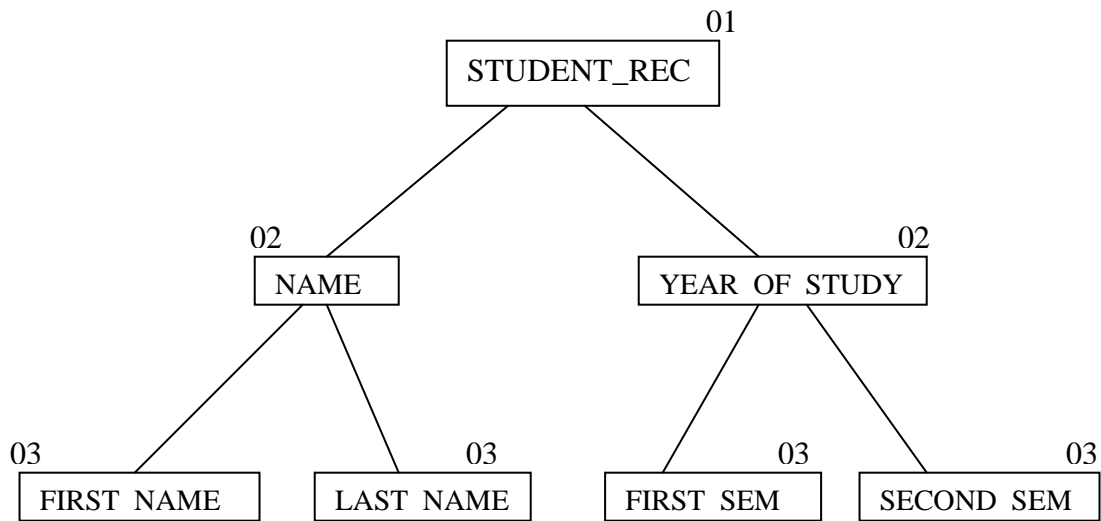 01
STUDENT_REC
02
NAME
02
YEAR OF STUDY
03
FIRST NAME
03
LAST NAME
03
FIRST SEM
03
SECOND SEM